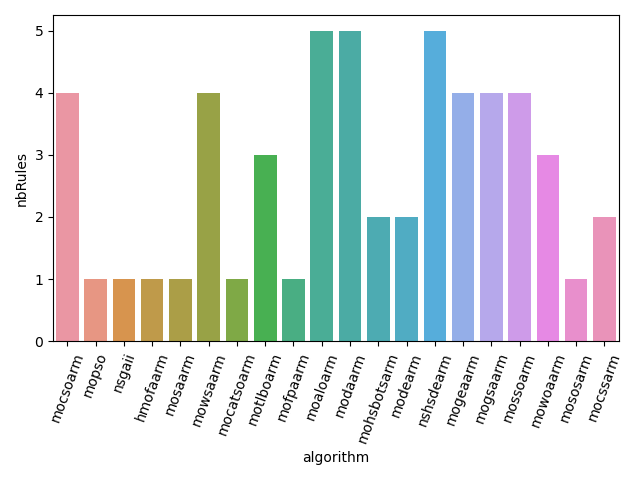 5
4
3
2
1
0
nbRules
mocsoarm
mopso
nsgaii
hmofaarm
mosaarm
mowsaarm
mocatsoarm
motlboarm
mofpaarm
moaloarm
modaarm
mohsbotsarm
modearm
nshsdearm
mogeaarm
mogsaarm
mossoarm
mowoaarm
mososarm
mocssarm
algorithm